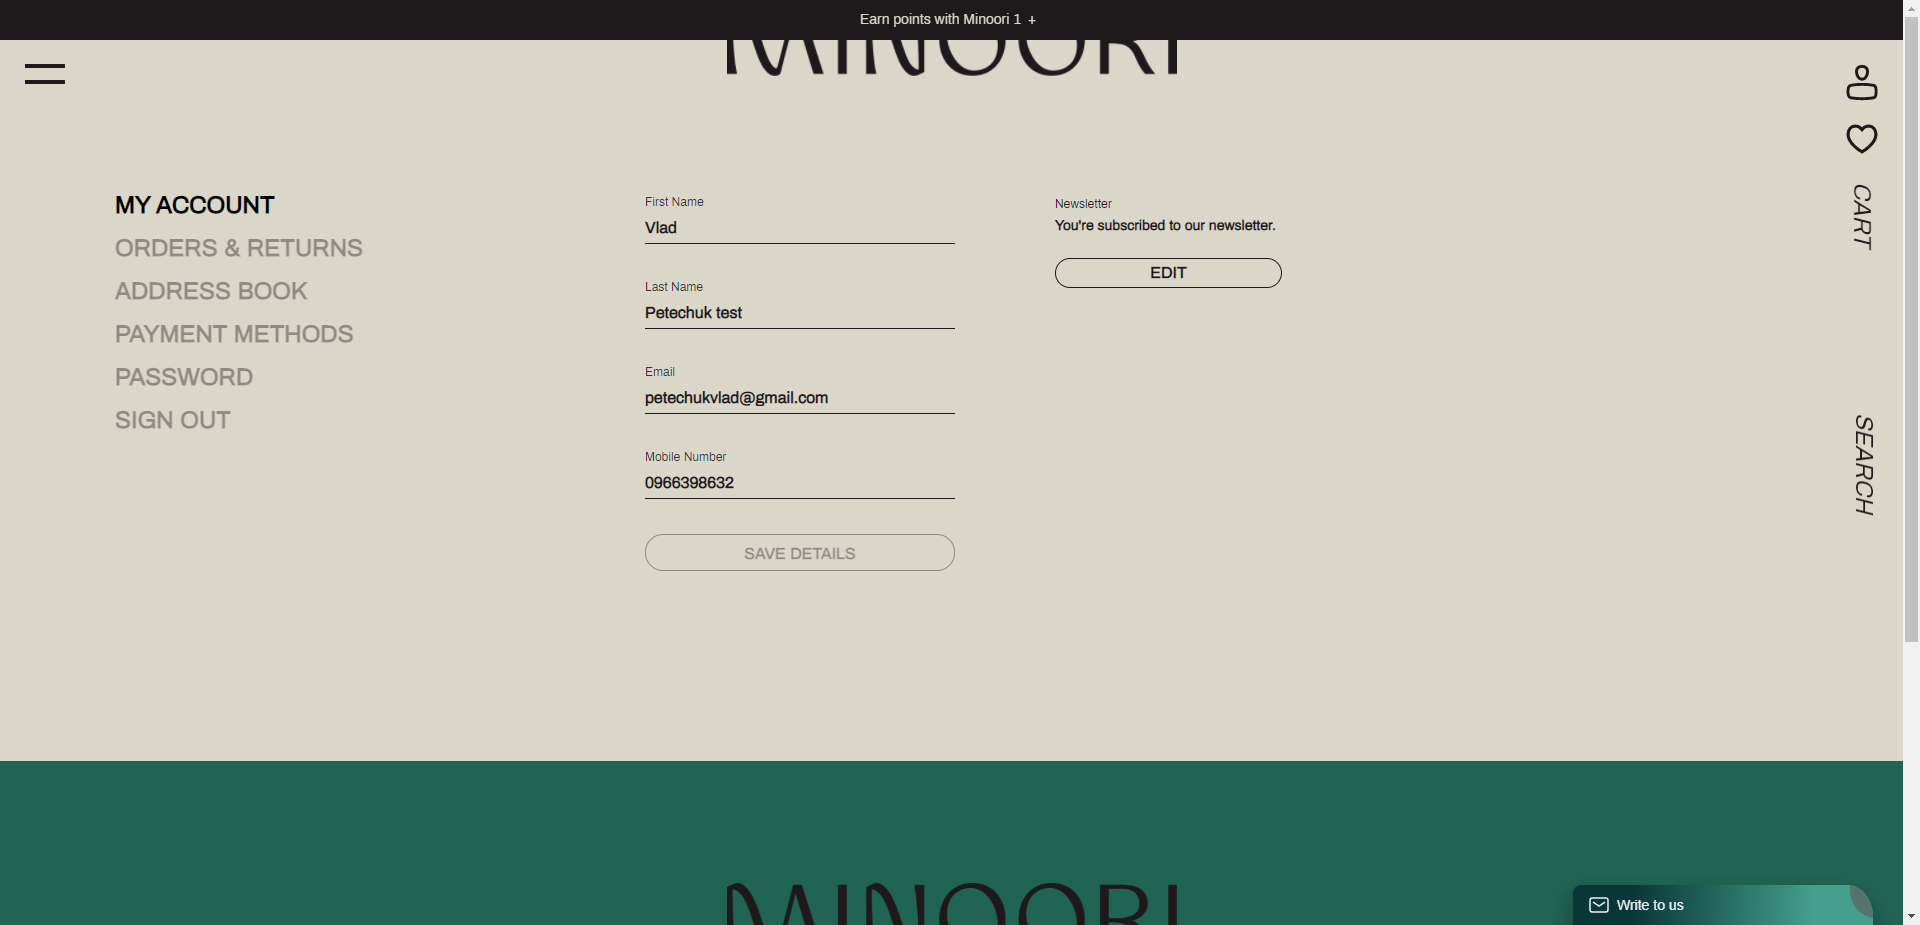 Earn points with Minoori 1 +
MINOORI
MY ACCOUNT
ORDERS & RETURNS
ADDRESS BOOK
PAYMENT METHODS
PASSWORD
SIGN OUT
First Name
Vlad
Last Name
Petechuk test
Email
petechukvlad@gmail.com
Mobile Number
0966398632
SAVE DETAILS
Newsletter
You're subscribed to our newsletter.
EDIT
CART
SEARCH
MINOORI
Write to us